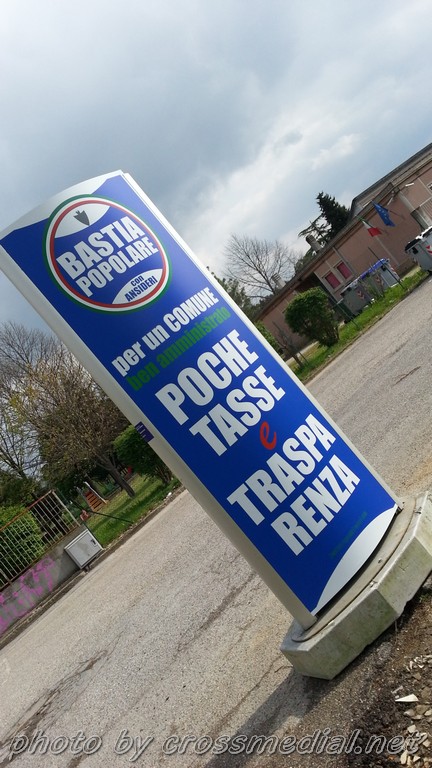 BASTIA
POPOLARE
CON
ANSIDERI
per un COMUNE
ben amministrato
POCHE
TASSE
e
TRASPA
RENZA
photo by crossmedial.net